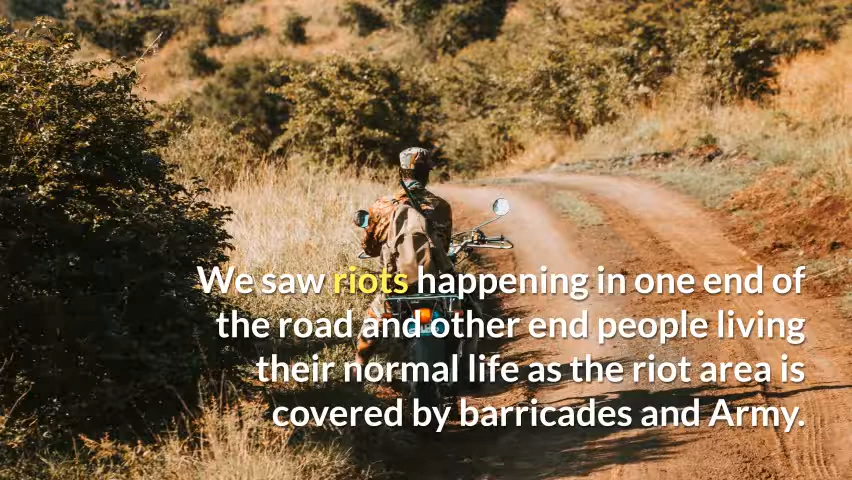 We saw riots happening in one end of
the road and other end people living
their normal life as the riot area is
covered by barricades and Army.